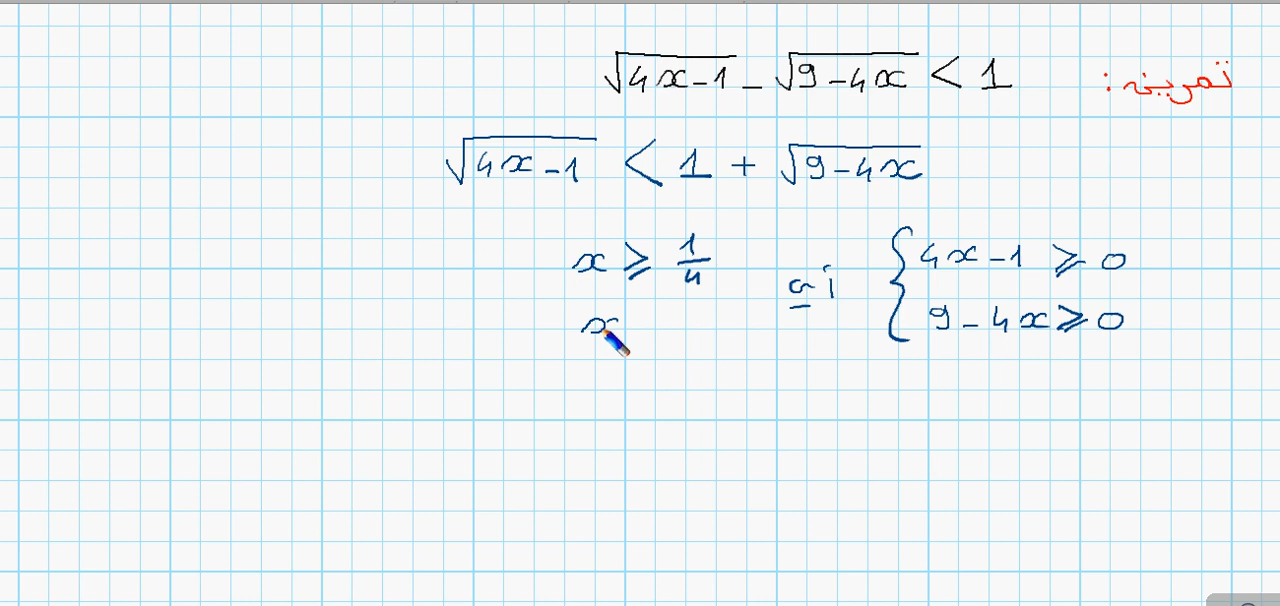 تمرين: √(4x-1) - √(9-4x) < 1
√(4x-1) < 1 + √(9-4x)
{ 4x-1 ≥ 0 أي x ≥ 1/4
9-4x ≥ 0 x